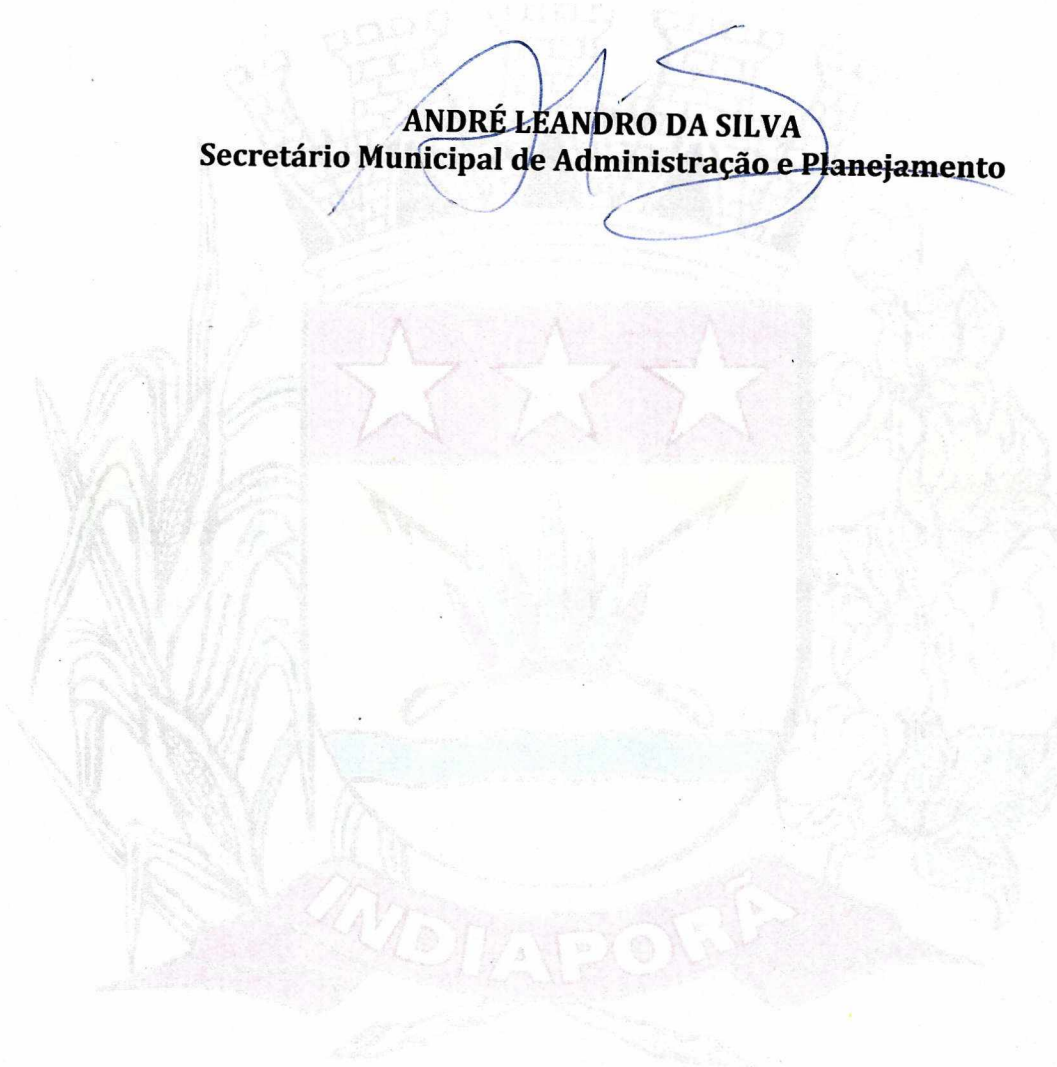 ANDRÉ LEANDRO DA SILVA
Secretário Municipal de Administração e Planejamento
INDIAPORÃ